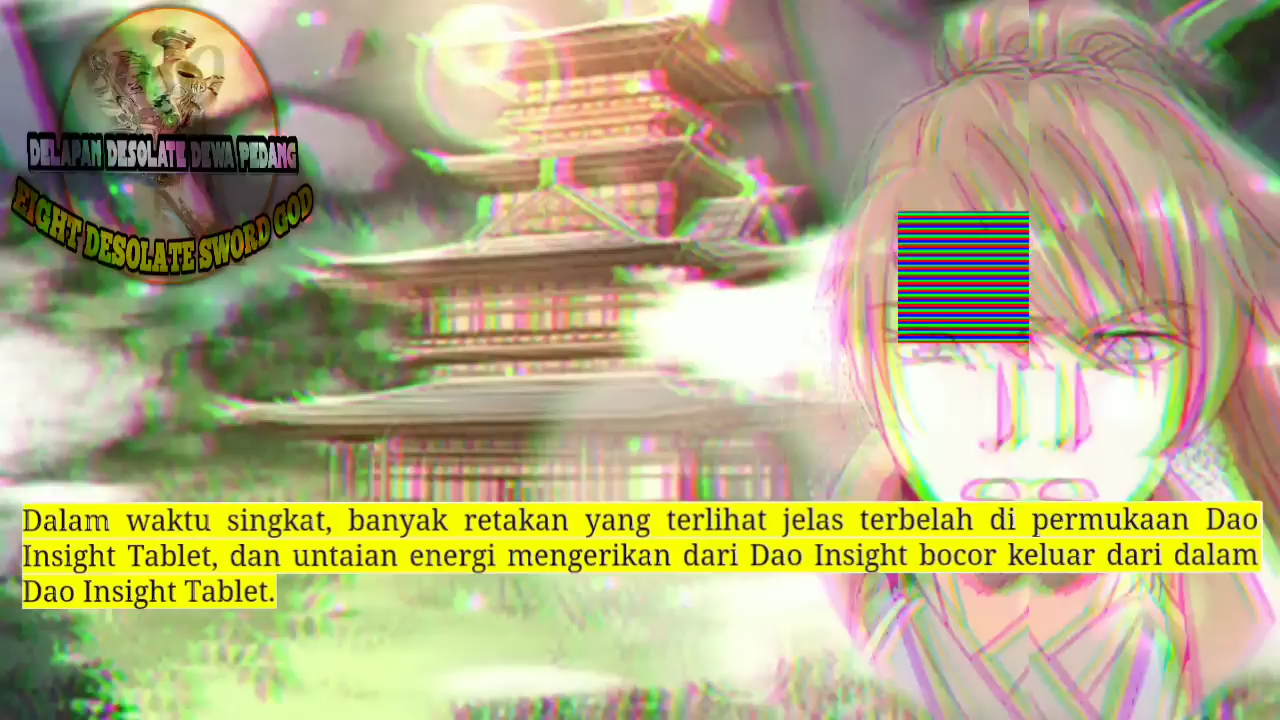 DELAPAN DESOLATE DEWA PEDANG
EIGHT DESOLATE SWORD GOD
Dalam waktu singkat, banyak retakan yang terlihat jelas terbelah di permukaan Dao
Insight Tablet, dan untaian energi mengerikan dari Dao Insight bocor keluar dari dalam
Dao Insight Tablet.